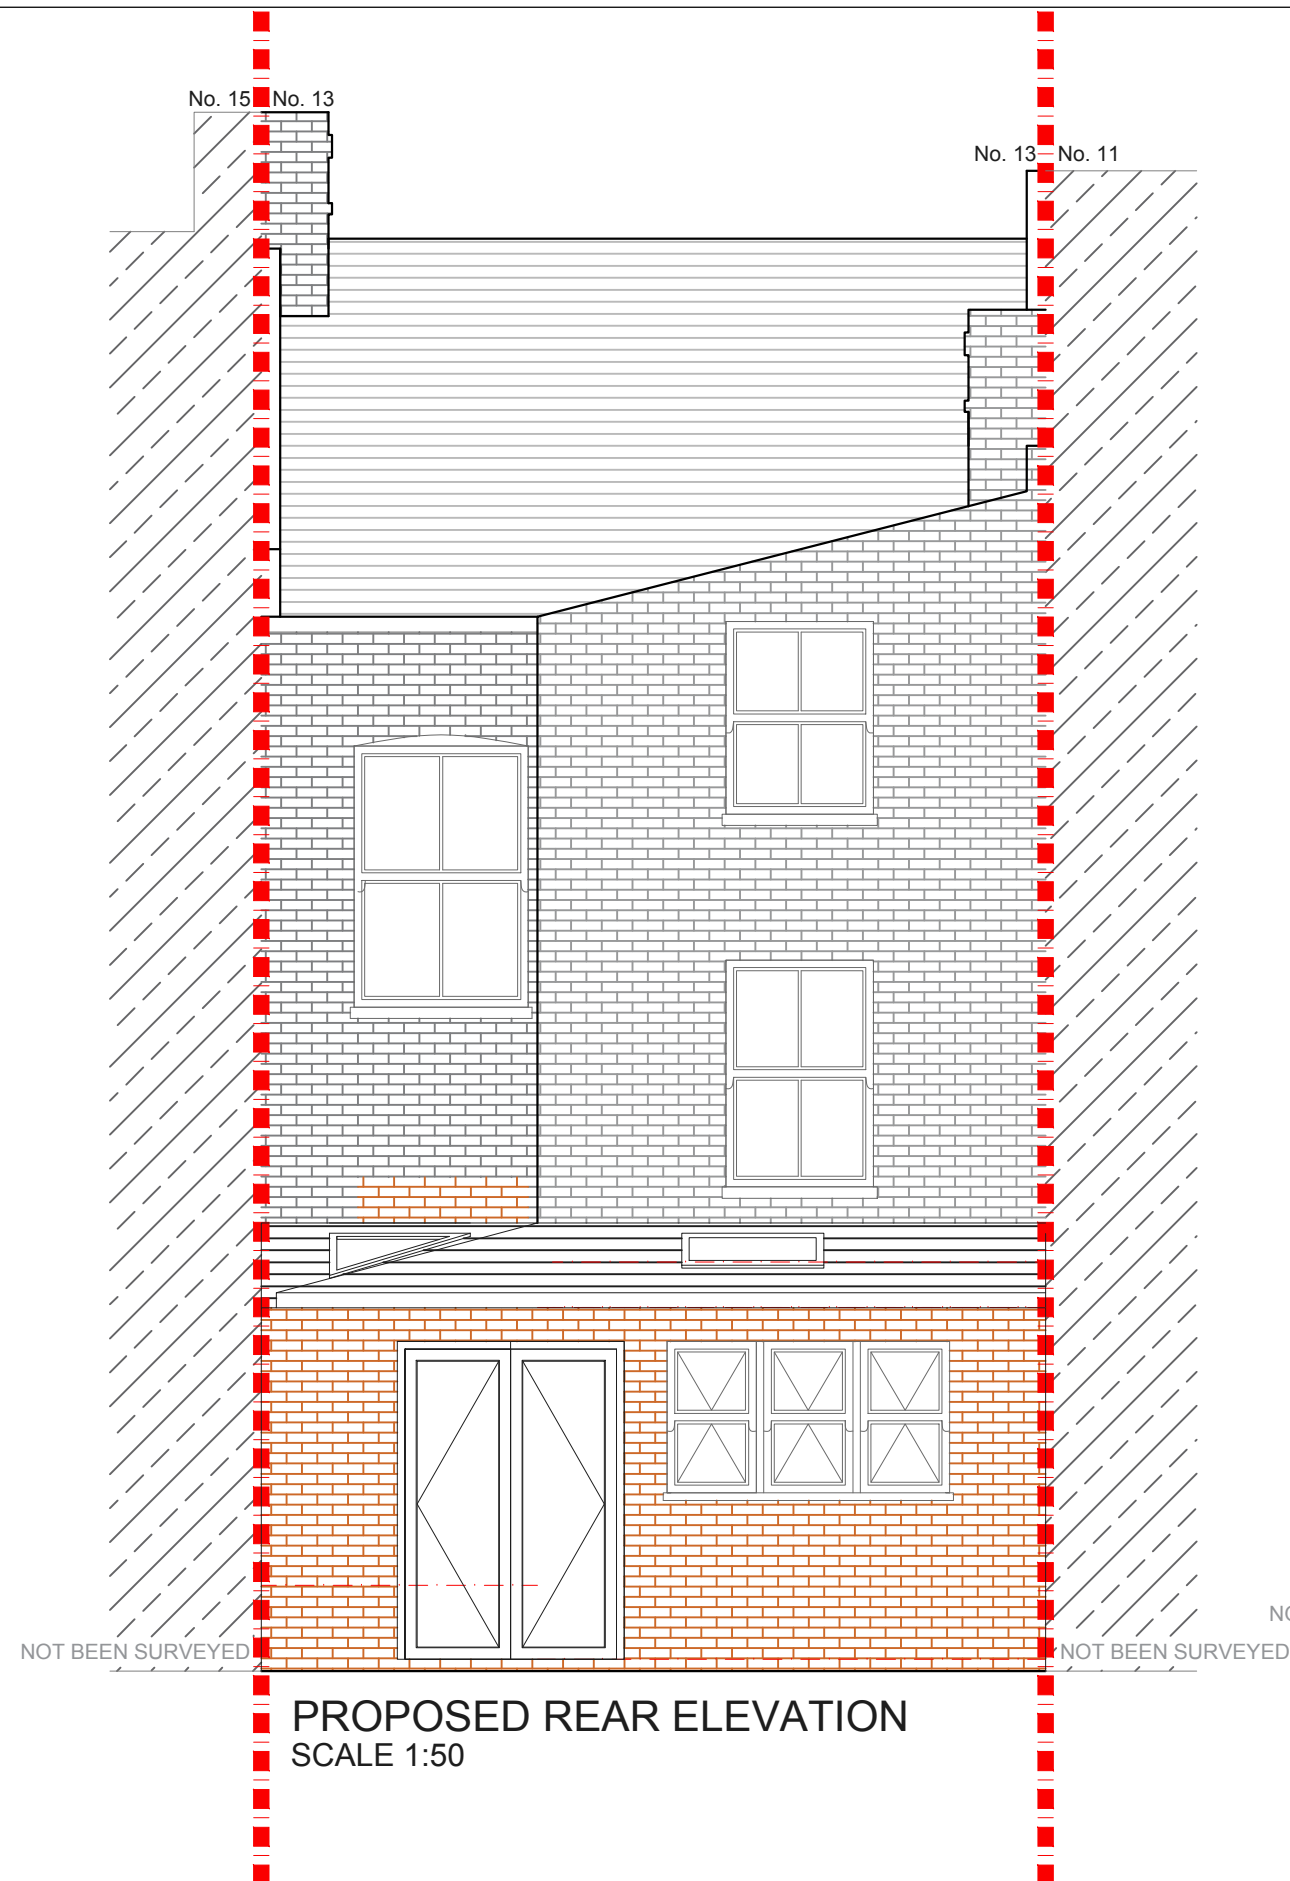 No. 15 No. 13
No. 13 No. 11
NOT BEEN SURVEYED
NOT BEEN SURVEYED
PROPOSED REAR ELEVATION
SCALE 1:50